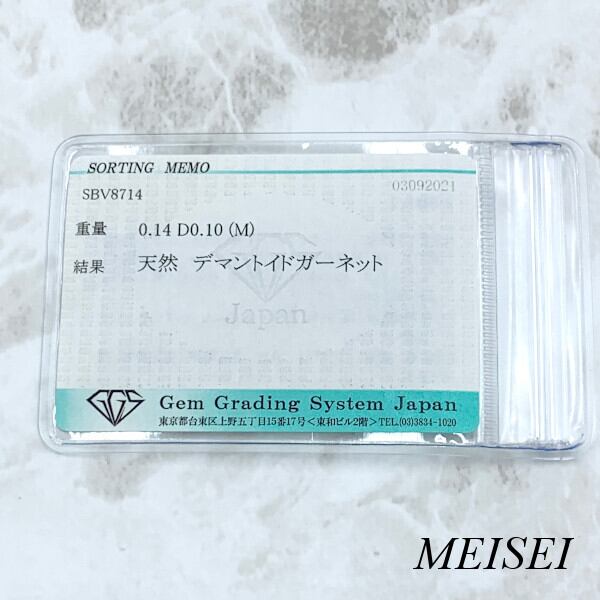 SORTING MEMO
SBV8714
03092021
重量 0.14 D0.10 (M)
結果 天然 デマントイドガーネット
GGS
Japan
GGS Gem Grading System Japan
東京都台東区上野五丁目15番17号<東和ビル2階>TEL.(03)3834-1020
MEISEI